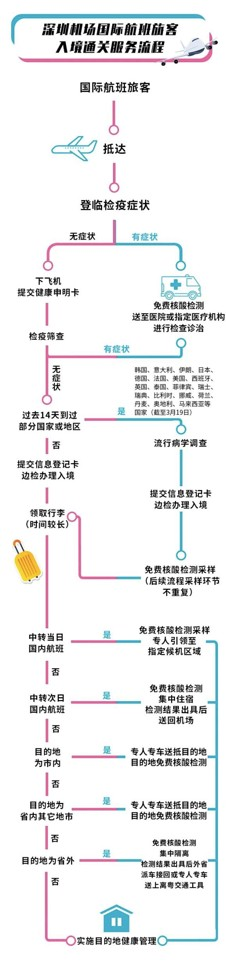 深圳机场国际航班旅客
入境通关服务流程
国际航班旅客
抵达
登临检疫症状
无症状
有症状
下飞机
提交健康申明卡
免费核酸检测
送至医院或指定医疗机构
进行检查诊治
检疫筛查
有症状
无症状
韩国、意大利、伊朗、日本、
德国、法国、美国、西班牙、
英国、泰国、菲律宾、瑞士、
瑞典、比利时、挪威、荷兰、
丹麦、奥地利、马来西亚等
国家（截至3月19日）
过去14天到过
部分国家或地区
是
流行病学调查
否
提交信息登记卡
边检办理入境
提交信息登记卡
边检办理入境
领取行李
（时间较长）
免费核酸检测采样
（后续流程采样环节
不重复）
中转当日
国内航班
是
免费核酸检测采样
专人引领至
指定候机区域
否
中转次日
国内航班
是
免费核酸检测
集中住宿
检测结果出具后
送回机场
否
目的地
为市内
是
专人专车送抵目的地
目的地免费核酸检测
否
目的地为
省内其它地市
是
专人专车送抵目的地
目的地免费核酸检测
否
目的地为省外
是
免费核酸检测
集中隔离
检测结果出具后外省
派车接回或专人专车
送上离粤交通工具
否
实施目的地健康管理